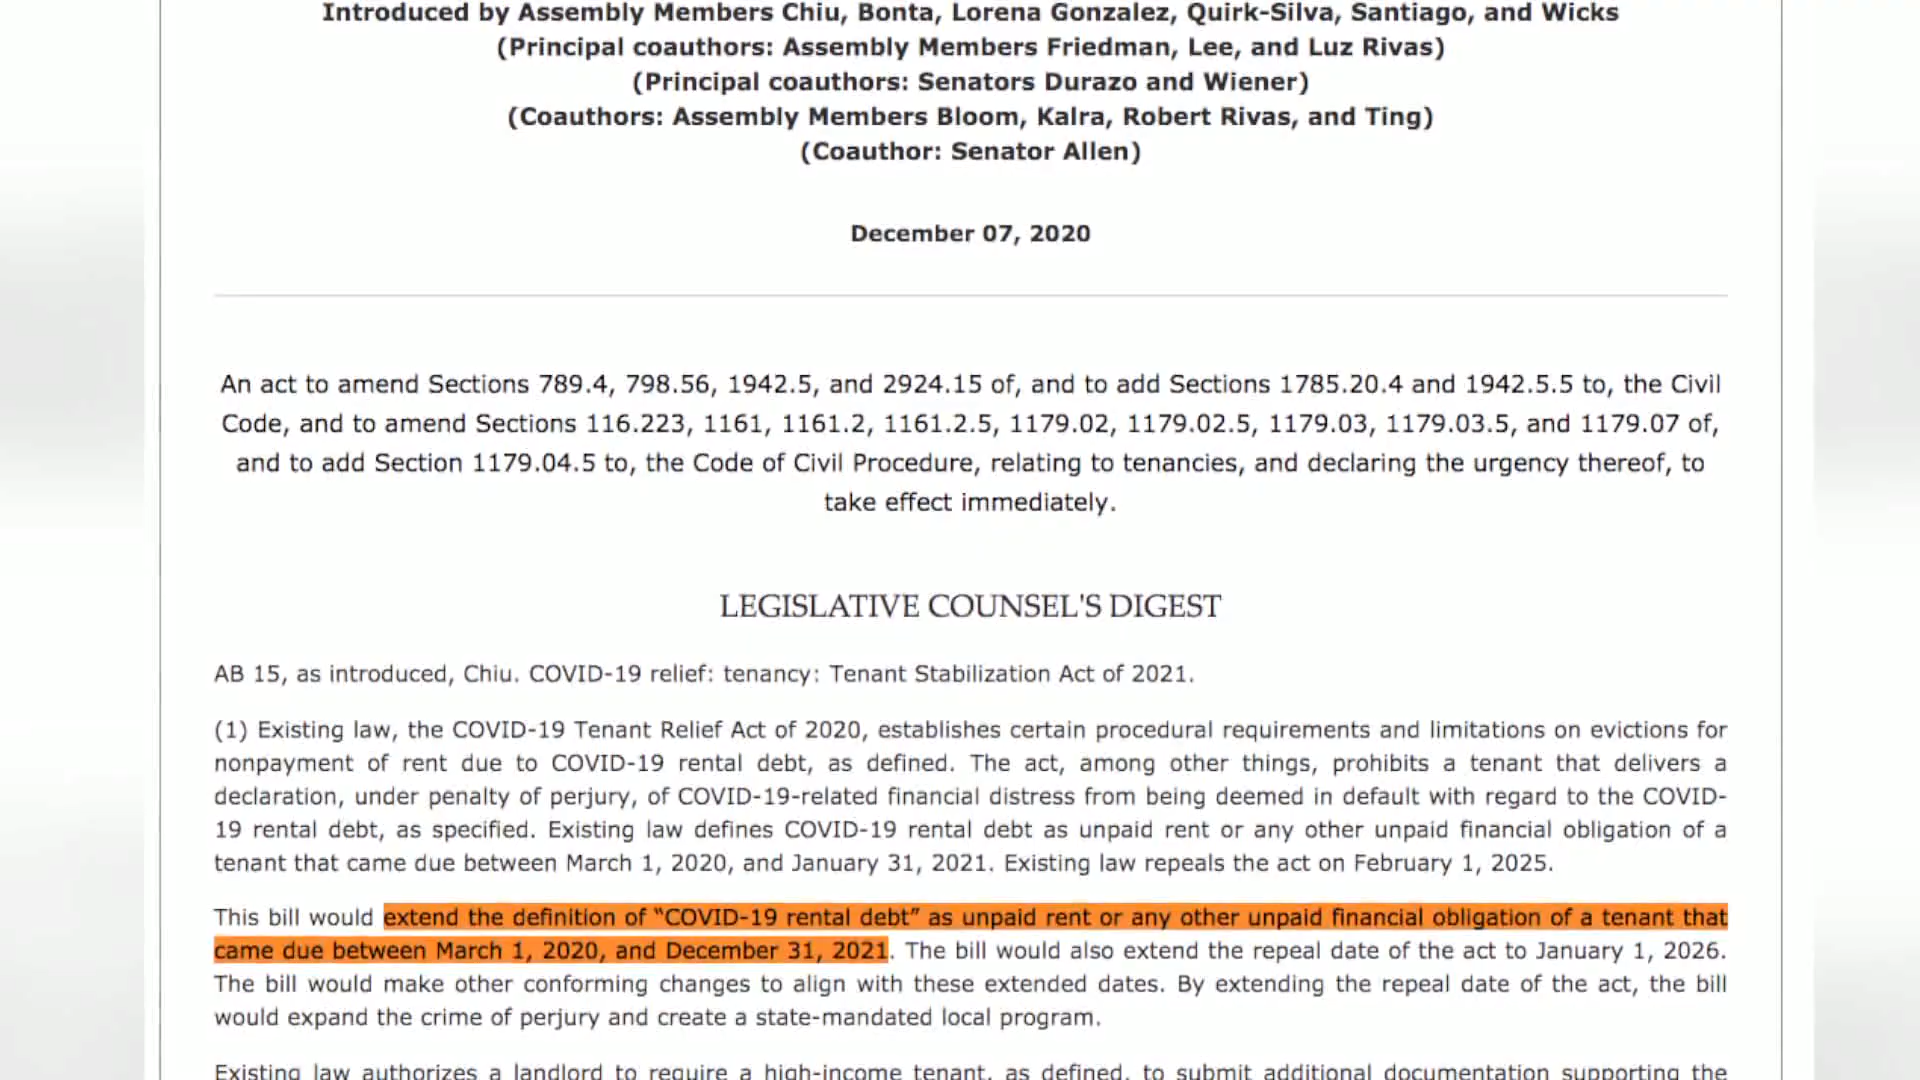 Introduced by Assembly Members Chiu, Bonta, Lorena Gonzalez, Quirk-Silva, Santiago, and Wicks
(Principal coauthors: Assembly Members Friedman, Lee, and Luz Rivas)
(Principal coauthors: Senators Durazo and Wiener)
(Coauthors: Assembly Members Bloom, Kalra, Robert Rivas, and Ting)
(Coauthor: Senator Allen)
December 07, 2020
An act to amend Sections 789.4, 798.56, 1942.5, and 2924.15 of, and to add Sections 1785.20.4 and 1942.5.5 to, the Civil
Code, and to amend Sections 116.223, 1161, 1161.2, 1161.2.5, 1179.02, 1179.02.5, 1179.03, 1179.03.5, and 1179.07 of,
and to add Section 1179.04.5 to, the Code of Civil Procedure, relating to tenancies, and declaring the urgency thereof, to
take effect immediately.
LEGISLATIVE COUNSEL'S DIGEST
AB 15, as introduced, Chiu. COVID-19 relief: tenancy: Tenant Stabilization Act of 2021.
(1) Existing law, the COVID-19 Tenant Relief Act of 2020, establishes certain procedural requirements and limitations on evictions for
nonpayment of rent due to COVID-19 rental debt, as defined. The act, among other things, prohibits a tenant that delivers a
declaration, under penalty of perjury, of COVID-19-related financial distress from being deemed in default with regard to the COVID-
19 rental debt, as specified. Existing law defines COVID-19 rental debt as unpaid rent or any other unpaid financial obligation of a
tenant that came due between March 1, 2020, and January 31, 2021. Existing law repeals the act on February 1, 2025.
This bill would extend the definition of “COVID-19 rental debt” as unpaid rent or any other unpaid financial obligation of a tenant that
came due between March 1, 2020, and December 31, 2021. The bill would also extend the repeal date of the act to January 1, 2026.
The bill would make other conforming changes to align with these extended dates. By extending the repeal date of the act, the bill
would expand the crime of perjury and create a state-mandated local program.
Existing law authorizes a landlord to require a high-income tenant, as defined, to submit additional documentation supporting the